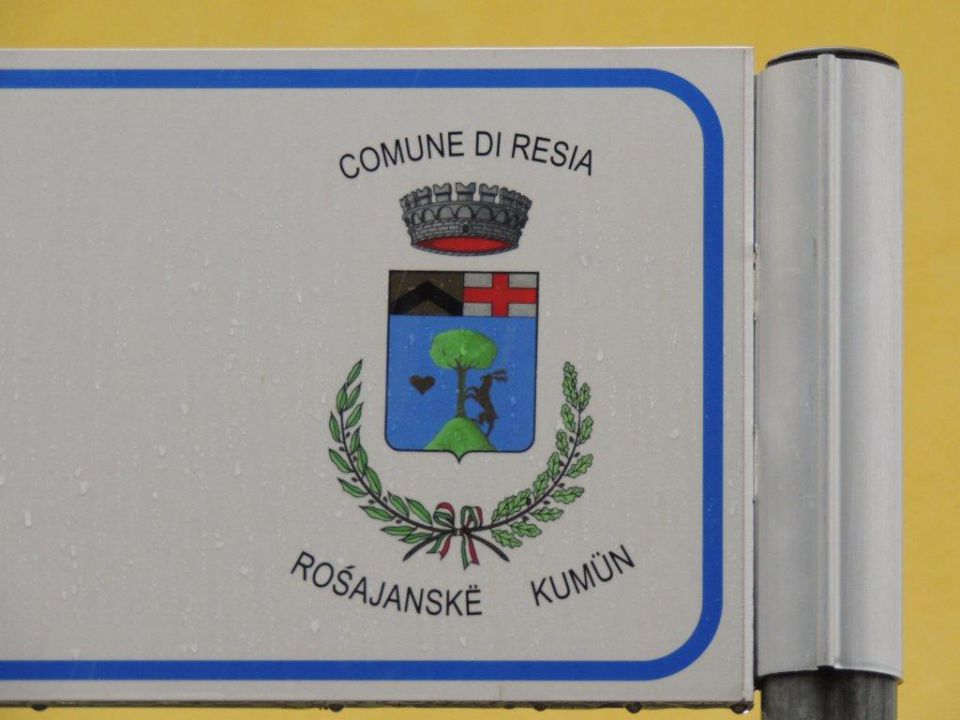 COMUNE DI RESIA
ROŚAJANSKË KUMÜN